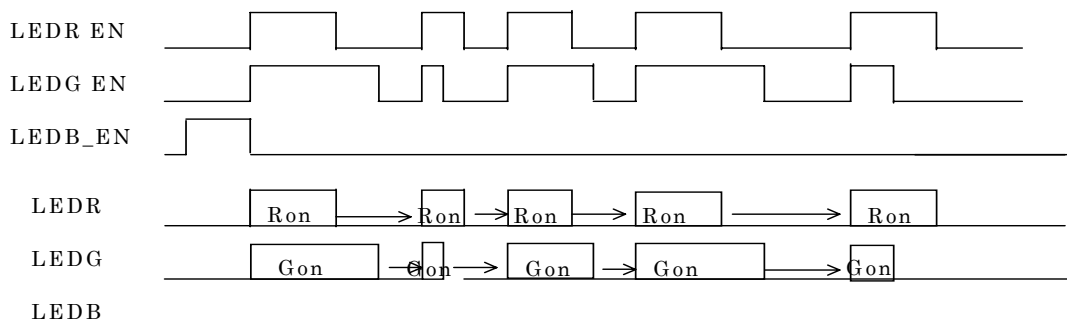 LEDR EN
LEDG EN
LEDB_EN
LEDR Ron Ron Ron Ron Ron
LEDG Gon Gon Gon Gon Gon
LEDB